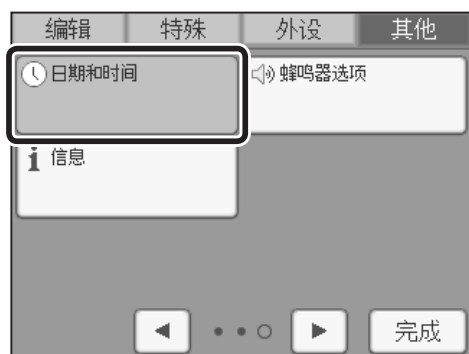 编辑 特殊 外设 其他
日期和时间 蜂鸣器选项
信息
完成